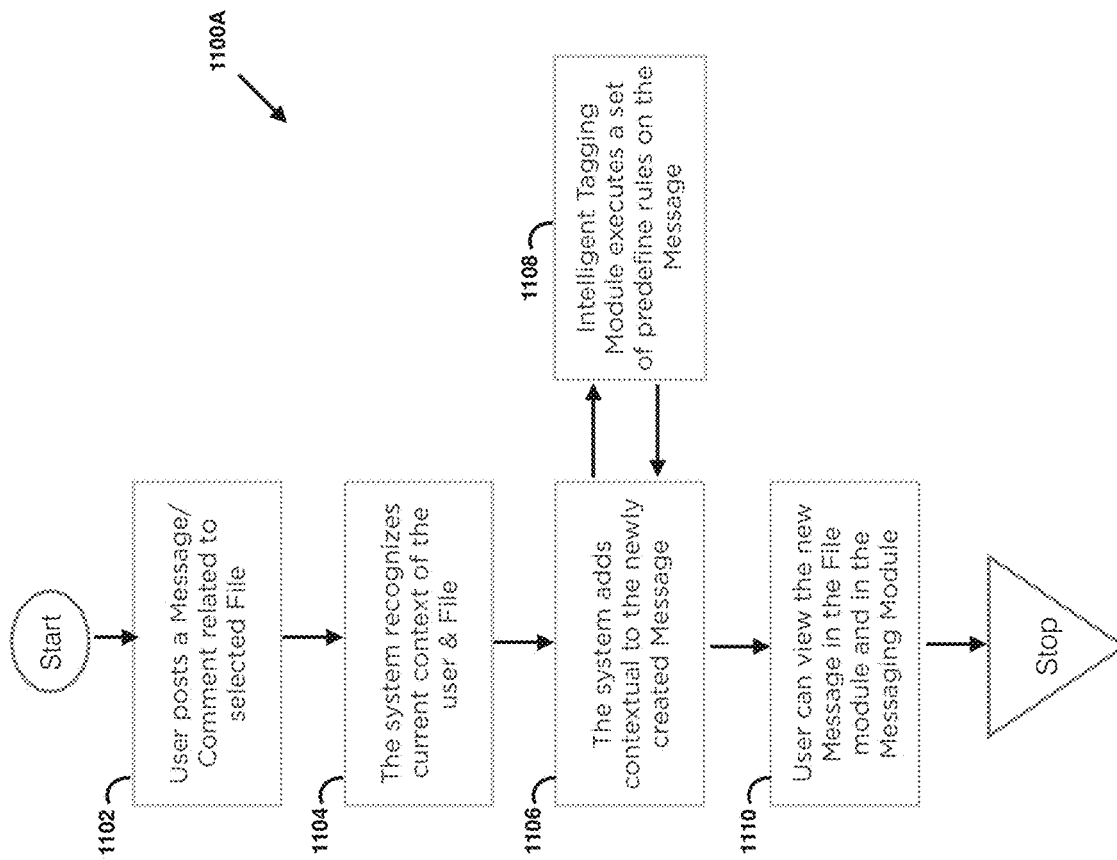 1100A
Start
1102
User posts a Message/
Comment related to
selected File
1104
The system recognizes
current context of the
user & File
1106
The system adds
contextual to the newly
created Message
1108
Intelligent Tagging
Module executes a set
of predefine rules on the
Message
1110
User can view the new
Message in the File
module and in the
Messaging Module
Stop